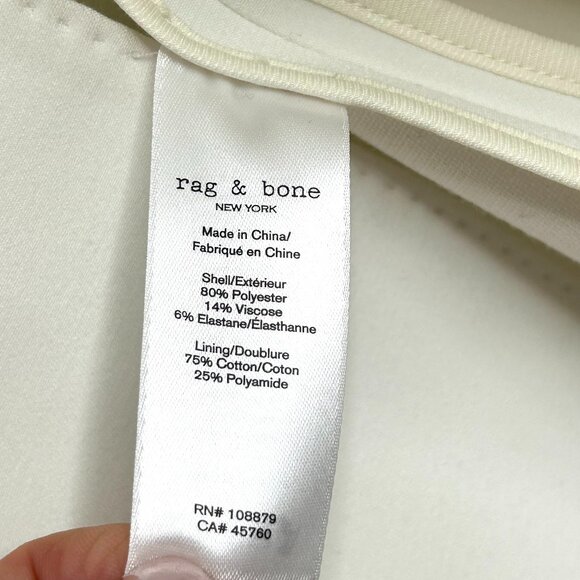 rag & bone
NEW YORK
Made in China/
Fabriqué en Chine
Shell/Extérieur
80% Polyester
14% Viscose
6% Elastane/Élasthanne
Lining/Doublure
75% Cotton/Coton
25% Polyamide
RN# 108879
CA# 45760